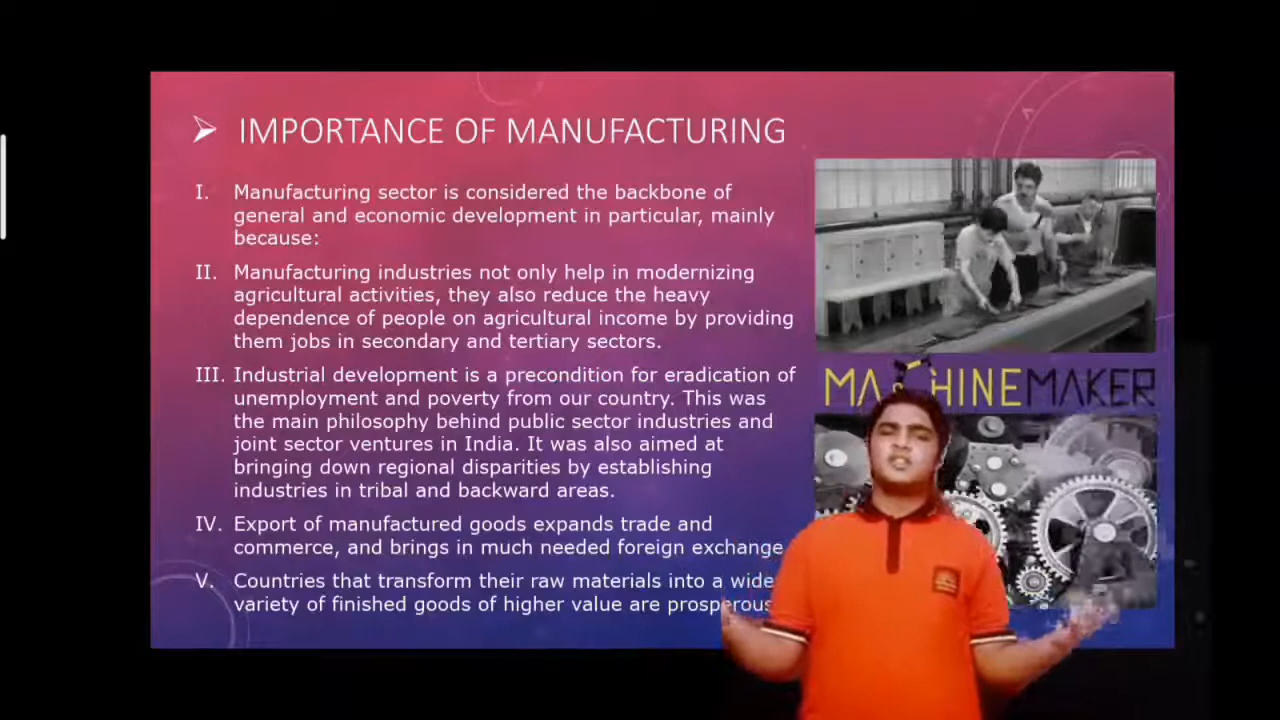 IMPORTANCE OF MANUFACTURING
I. Manufacturing sector is considered the backbone of
general and economic development in particular, mainly
because:
II. Manufacturing industries not only help in modernizing
agricultural activities, they also reduce the heavy
dependence of people on agricultural income by providing
them jobs in secondary and tertiary sectors.
III. Industrial development is a precondition for eradication of
unemployment and poverty from our country. This was
the main philosophy behind public sector industries and
joint sector ventures in India. It was also aimed at
bringing down regional disparities by establishing
industries in tribal and backward areas.
IV. Export of manufactured goods expands trade and
commerce, and brings in much needed foreign exchange
V. Countries that transform their raw materials into a wide
variety of finished goods of higher value are prosperous
MACHINEMAKER